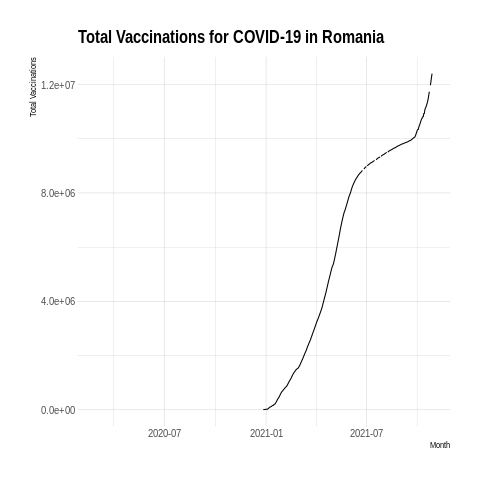 Total Vaccinations for COVID-19 in Romania
Total Vaccinations
1.2e+07
8.0e+06
4.0e+06
0.0e+00
2020-07
2021-01
2021-07
Month